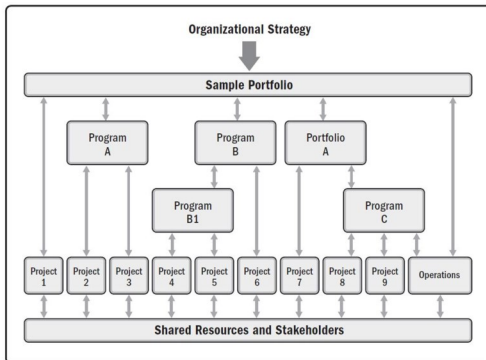 Organizational Strategy
Sample Portfolio
Program
A
Program
B
Portfolio
A
Program
B1
Program
C
Project
1
Project
2
Project
3
Project
4
Project
5
Project
6
Project
7
Project
8
Project
9
Operations
Shared Resources and Stakeholders